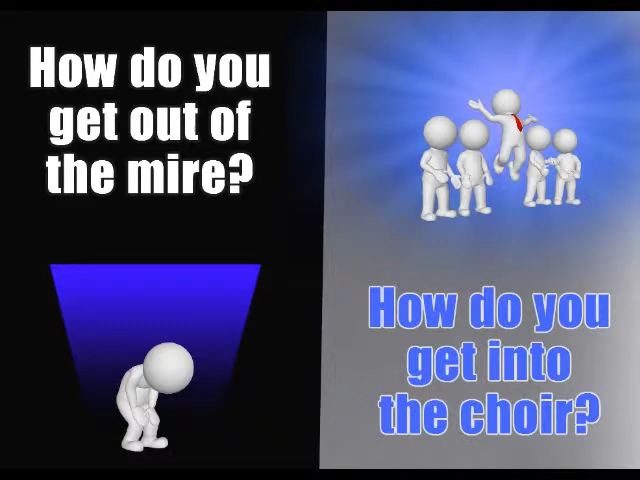 How do you
get out of
the mire?
How do you
get into
the choir?